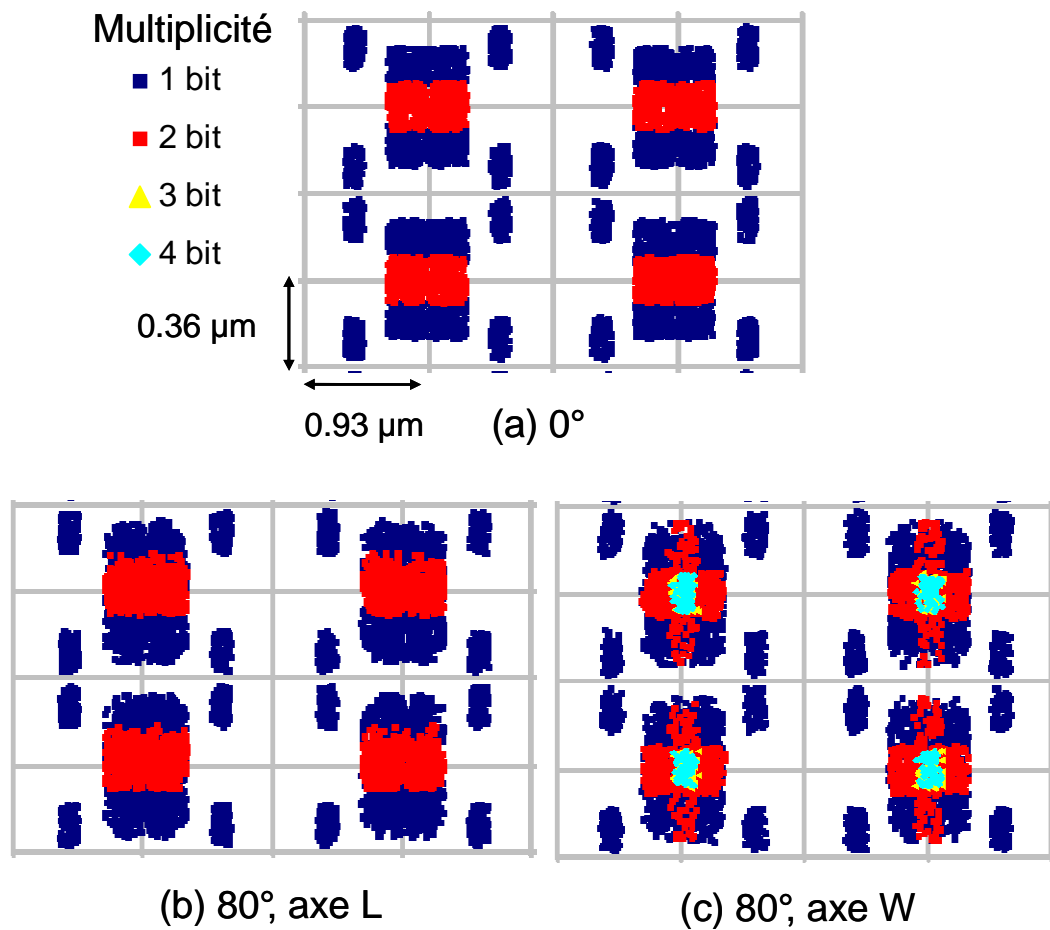 Multiplicité
1 bit
2 bit
3 bit
4 bit
0.36 µm
0.93 µm
(a) 0°
(b) 80°, axe L
(c) 80°, axe W